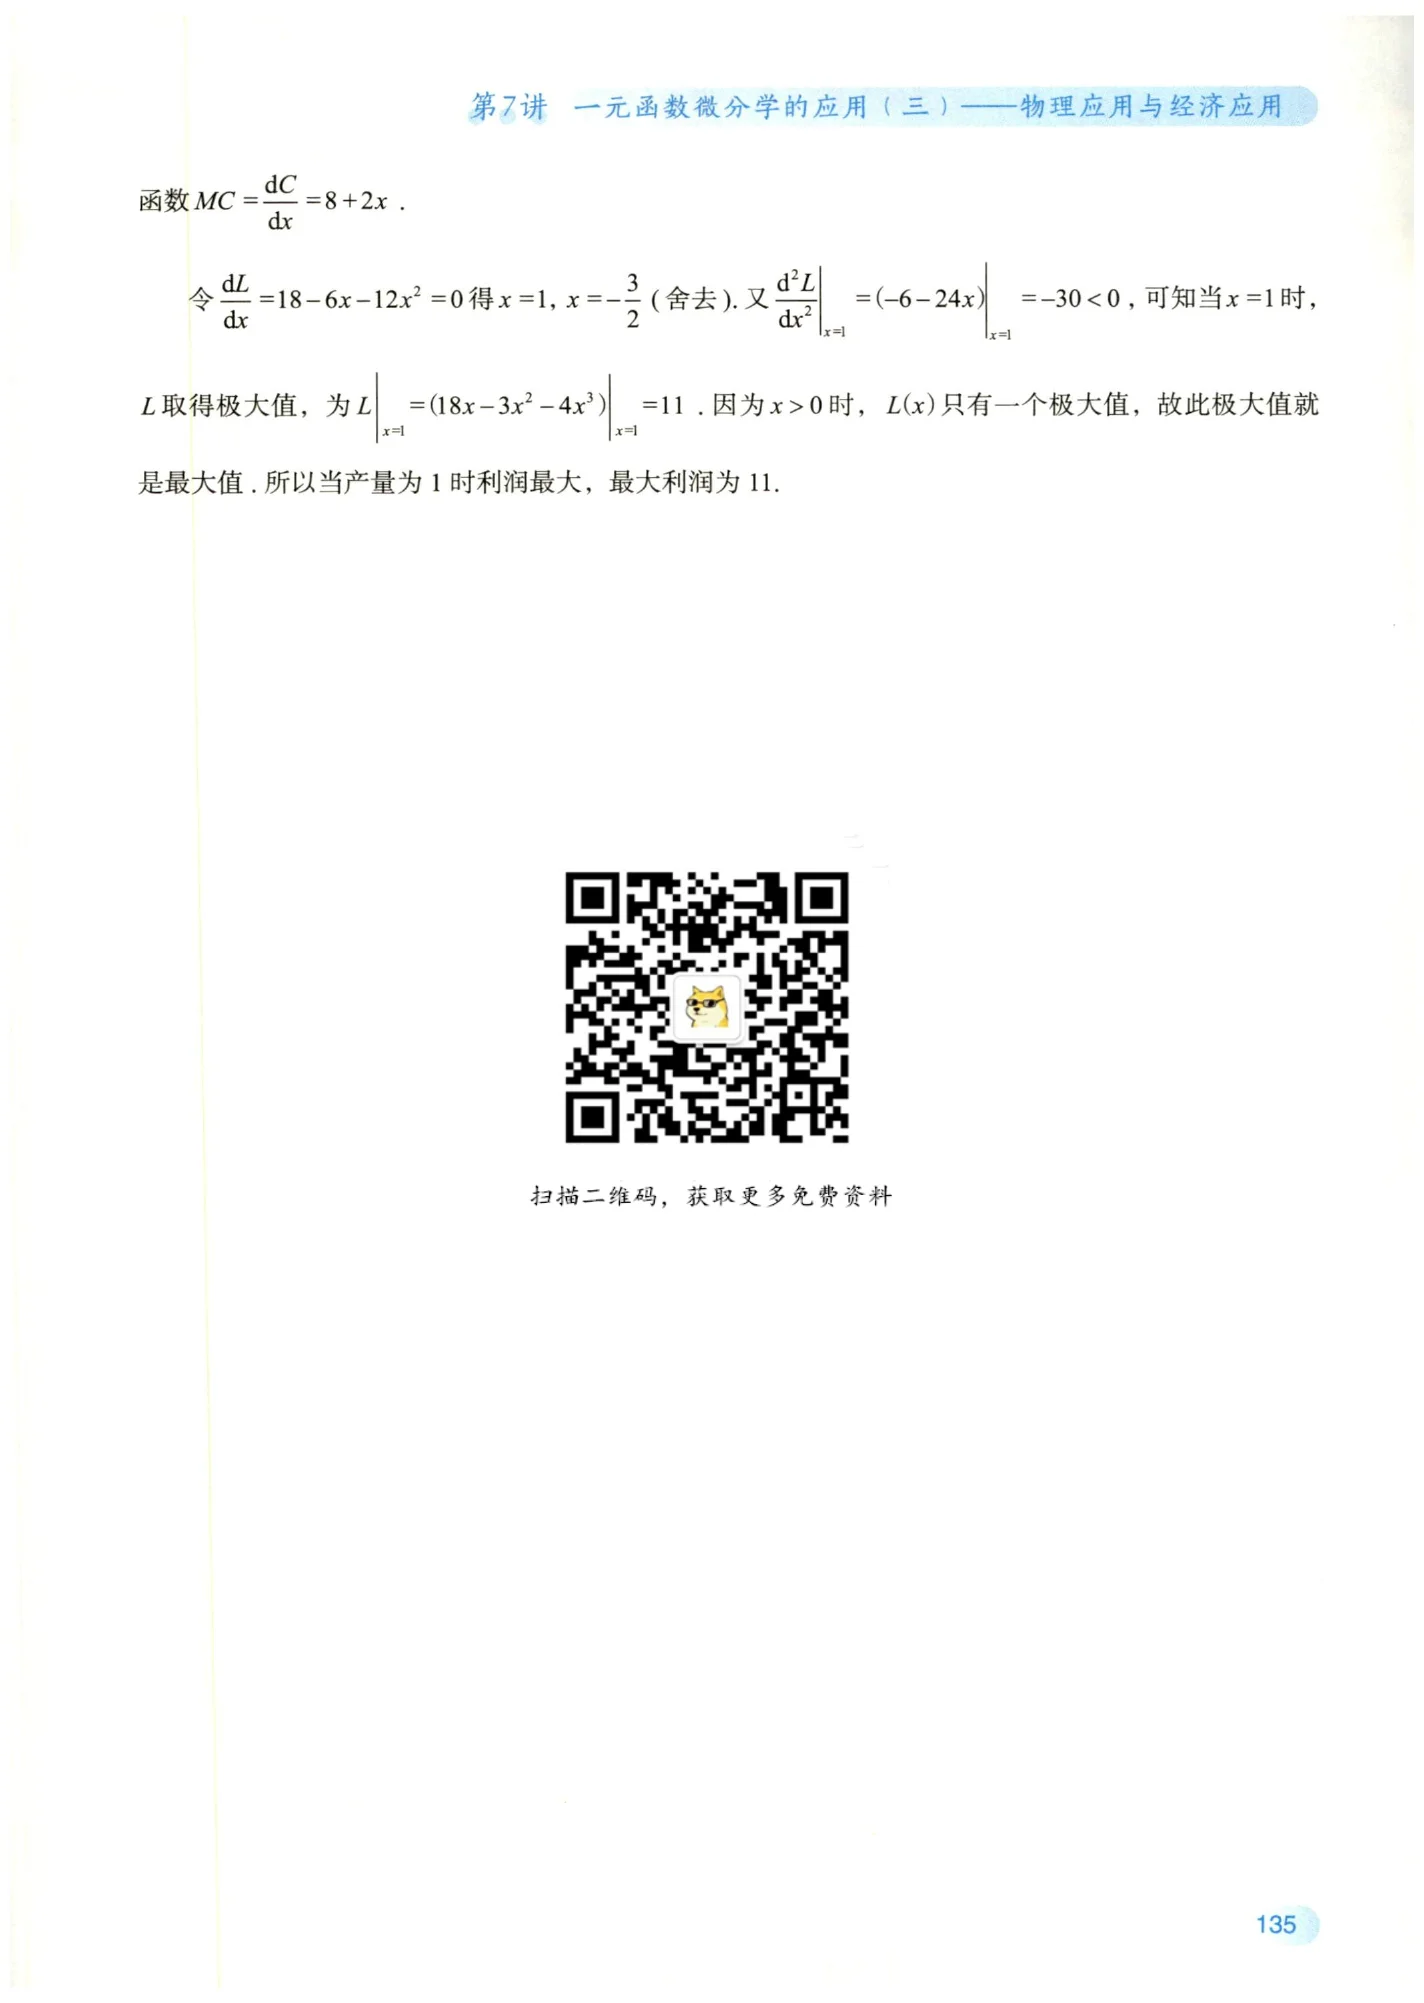 第7讲 一元函数微分学的应用(三)——物理应用与经济应用
函数 MC = dC/dx = 8 + 2x .
令 dL/dx = 18 − 6x − 12x² = 0 得 x = 1, x = −3/2 (舍去). 又 d²L/dx² |x=1 = (−6 − 24x) |x=1 = −30 < 0 , 可知当 x = 1 时,
L 取得极大值, 为 L |x=1 = (18x − 3x² − 4x³) |x=1 = 11 . 因为 x > 0 时, L(x) 只有一个极大值, 故此极大值就
是最大值 . 所以当产量为 1 时利润最大, 最大利润为 11.
扫描二维码, 获取更多免费资料
135